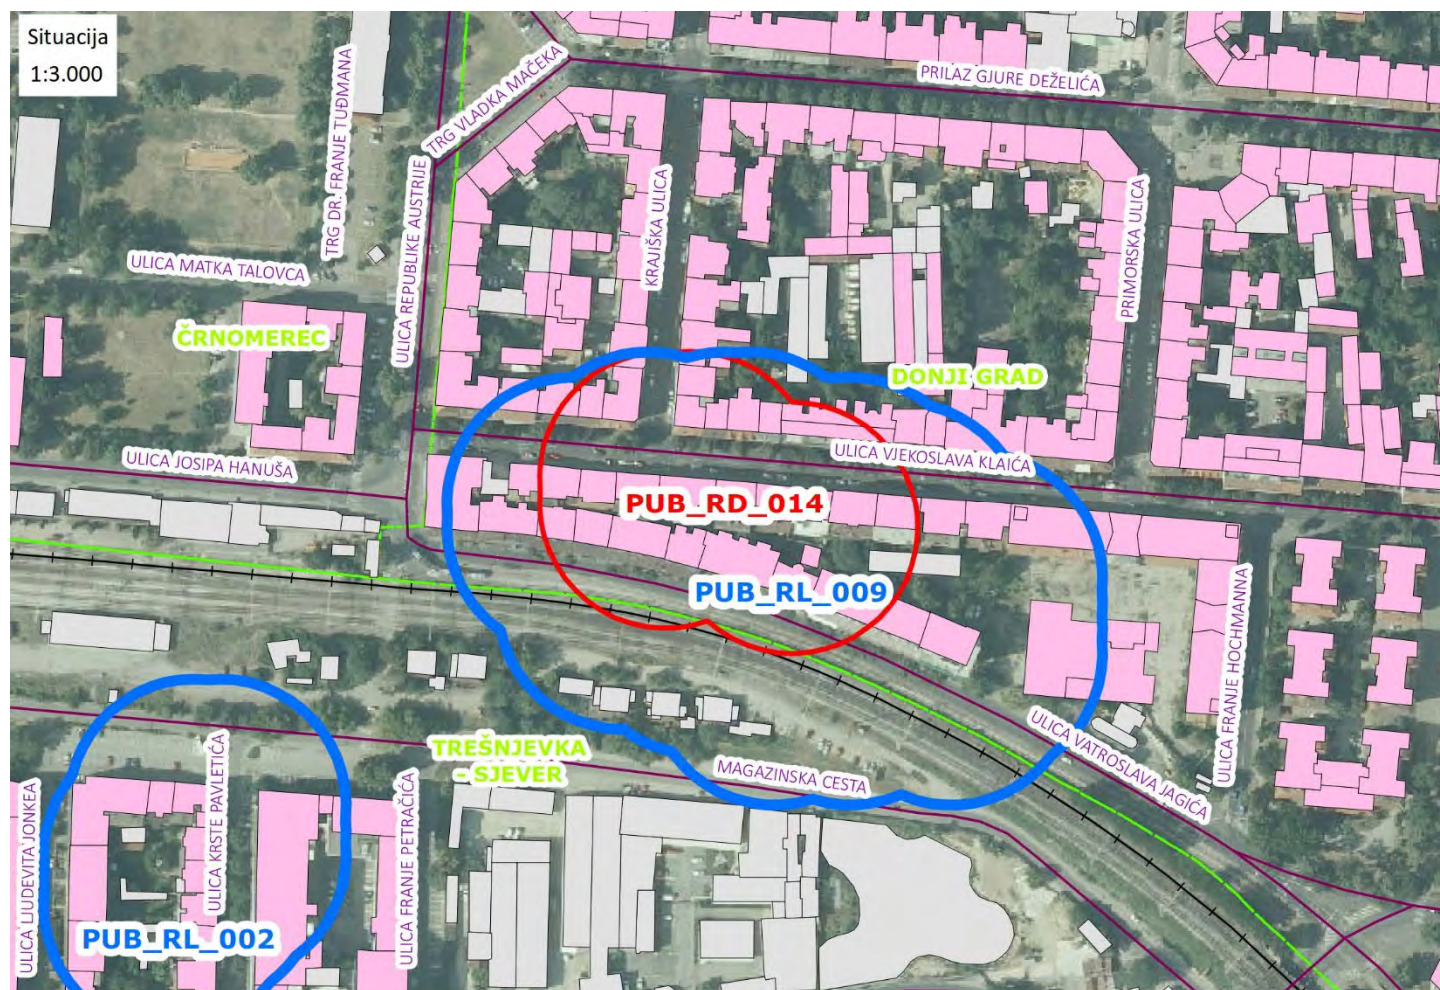 Situacija
1:3.000
TRG DR. FRANJE TUĐMANA
TRG VLADKA MAČEKA
PRILAZ GJURE DEŽELIĆA
ULICA REPUBLIKE AUSTRIJE
KRAJIŠKA ULICA
PRIMORSKA ULICA
ULICA MATKA TALOVCA
ČRNOMEREC
DONJI GRAD
ULICA JOSIPA HANUŠA
ULICA VJEKOSLAVA KLAIĆA
PUB_RD_014
PUB_RL_009
ULICA FRANJE HOCHMANNA
ULICA VATROSLAVA JAGIĆA
TREŠNJEVKA
- SJEVER
MAGAZINSKA CESTA
ULICA LJUDEVITA JONKEA
ULICA KRSTE PAVLETIĆA
ULICA FRANJE PETRAČIĆA
PUB_RL_002